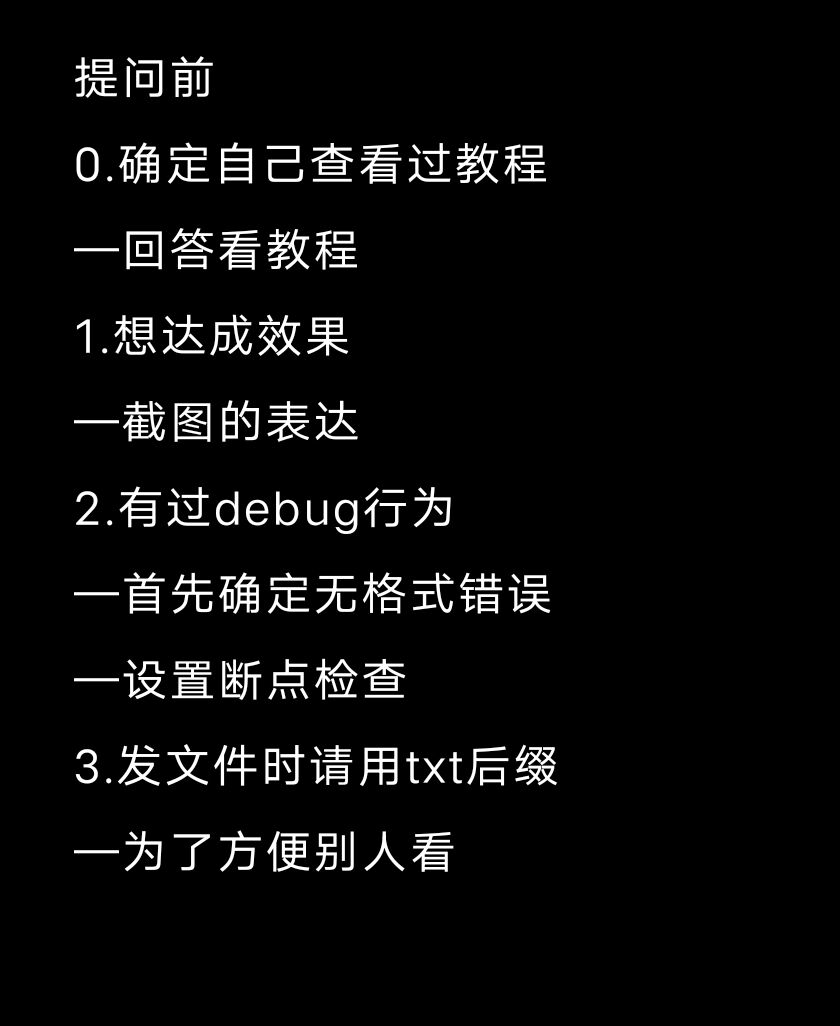 提问前
0.确定自己查看过教程
—回答看教程
1.想达成效果
—截图的表达
2.有过debug行为
—首先确定无格式错误
—设置断点检查
3.发文件时请用txt后缀
—为了方便别人看